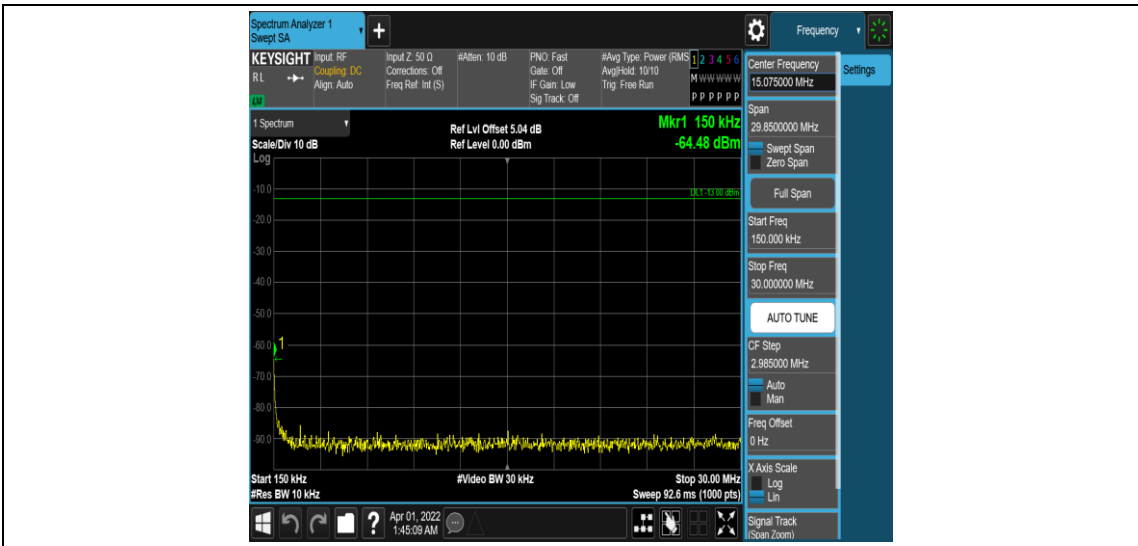 Spectrum Analyzer 1
Swept SA
+
Frequency
KEYSIGHT
RL
Input: RF
Coupling: DC
Align: Auto
Input Z: 50 Ω
Corrections: Off
Freq Ref: Int (S)
#Atten: 10 dB
PNO: Fast
Gate: Off
IF Gain: Low
Sig Track: Off
#Avg Type: Power (RMS
Avg|Hold: 10/10
Trig: Free Run
1 2 3 4 5 6
M W W W W W
P P P P P P
1 Spectrum
Scale/Div 10 dB
Log
Ref Lvl Offset 5.04 dB
Ref Level 0.00 dBm
Mkr1 150 kHz
-64.48 dBm
DL1 -13.00 dBm
-10.0
-20.0
-30.0
-40.0
-50.0
-60.0
1
-70.0
-80.0
-90.0
Start 150 kHz
#Res BW 10 kHz
#Video BW 30 kHz
Stop 30.00 MHz
Sweep 92.6 ms (1000 pts)
Center Frequency
15.075000 MHz
Settings
Span
29.8500000 MHz
Swept Span
Zero Span
Full Span
Start Freq
150.000 kHz
Stop Freq
30.000000 MHz
AUTO TUNE
CF Step
2.985000 MHz
Auto
Man
Freq Offset
0 Hz
X Axis Scale
Log
Lin
Signal Track
(Span Zoom)
?
Apr 01, 2022
1:45:09 AM